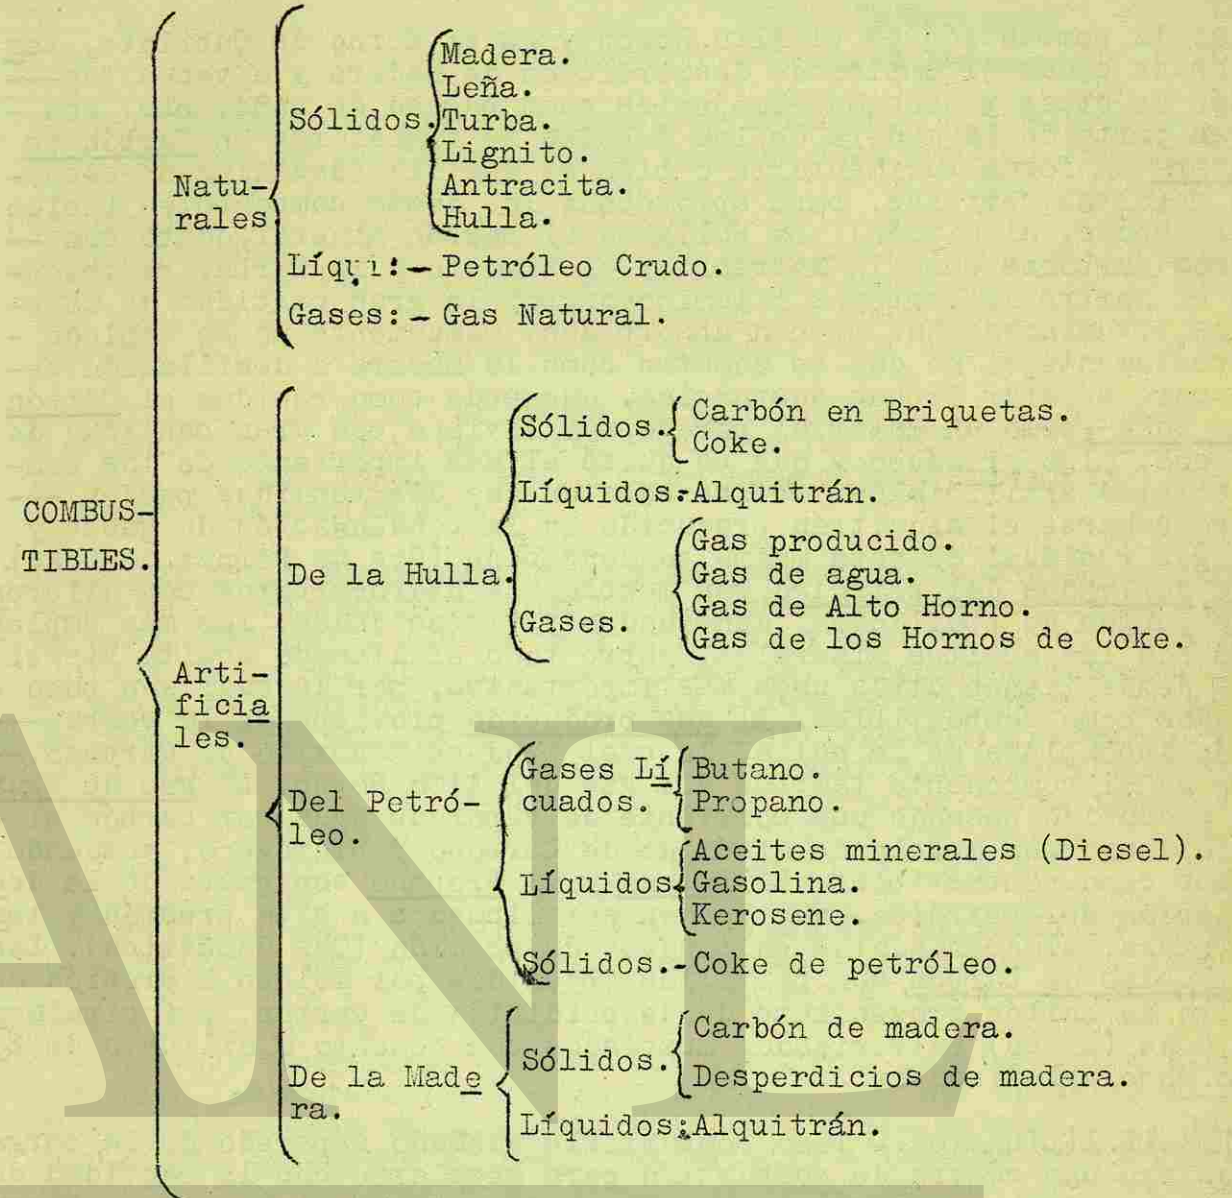 COMBUS-
TIBLES.
Natu-
rales
Sólidos.
Madera.
Leña.
Turba.
Lignito.
Antracita.
Hulla.
:- Petróleo Crudo.
Gases:- Gas Natural.
Arti-
ficia
les.
De la Hulla.
Sólidos.
Carbón en Briquetas.
Coke.
Líquidos.-Alquitrán.
Gases.
Gas producido.
Gas de agua.
Gas de Alto Horno.
Gas de los Hornos de Coke.
Del Petró-
leo.
Gases Lí
cuados.
Butano.
Propano.
Líquidos
Aceites minerales (Diesel).
Gasolina.
Kerosene.
Sólidos.-Coke de petróleo.
De la Made
ra.
Sólidos.
Carbón de madera.
Desperdicios de madera.
Líquidos:Alquitrán.